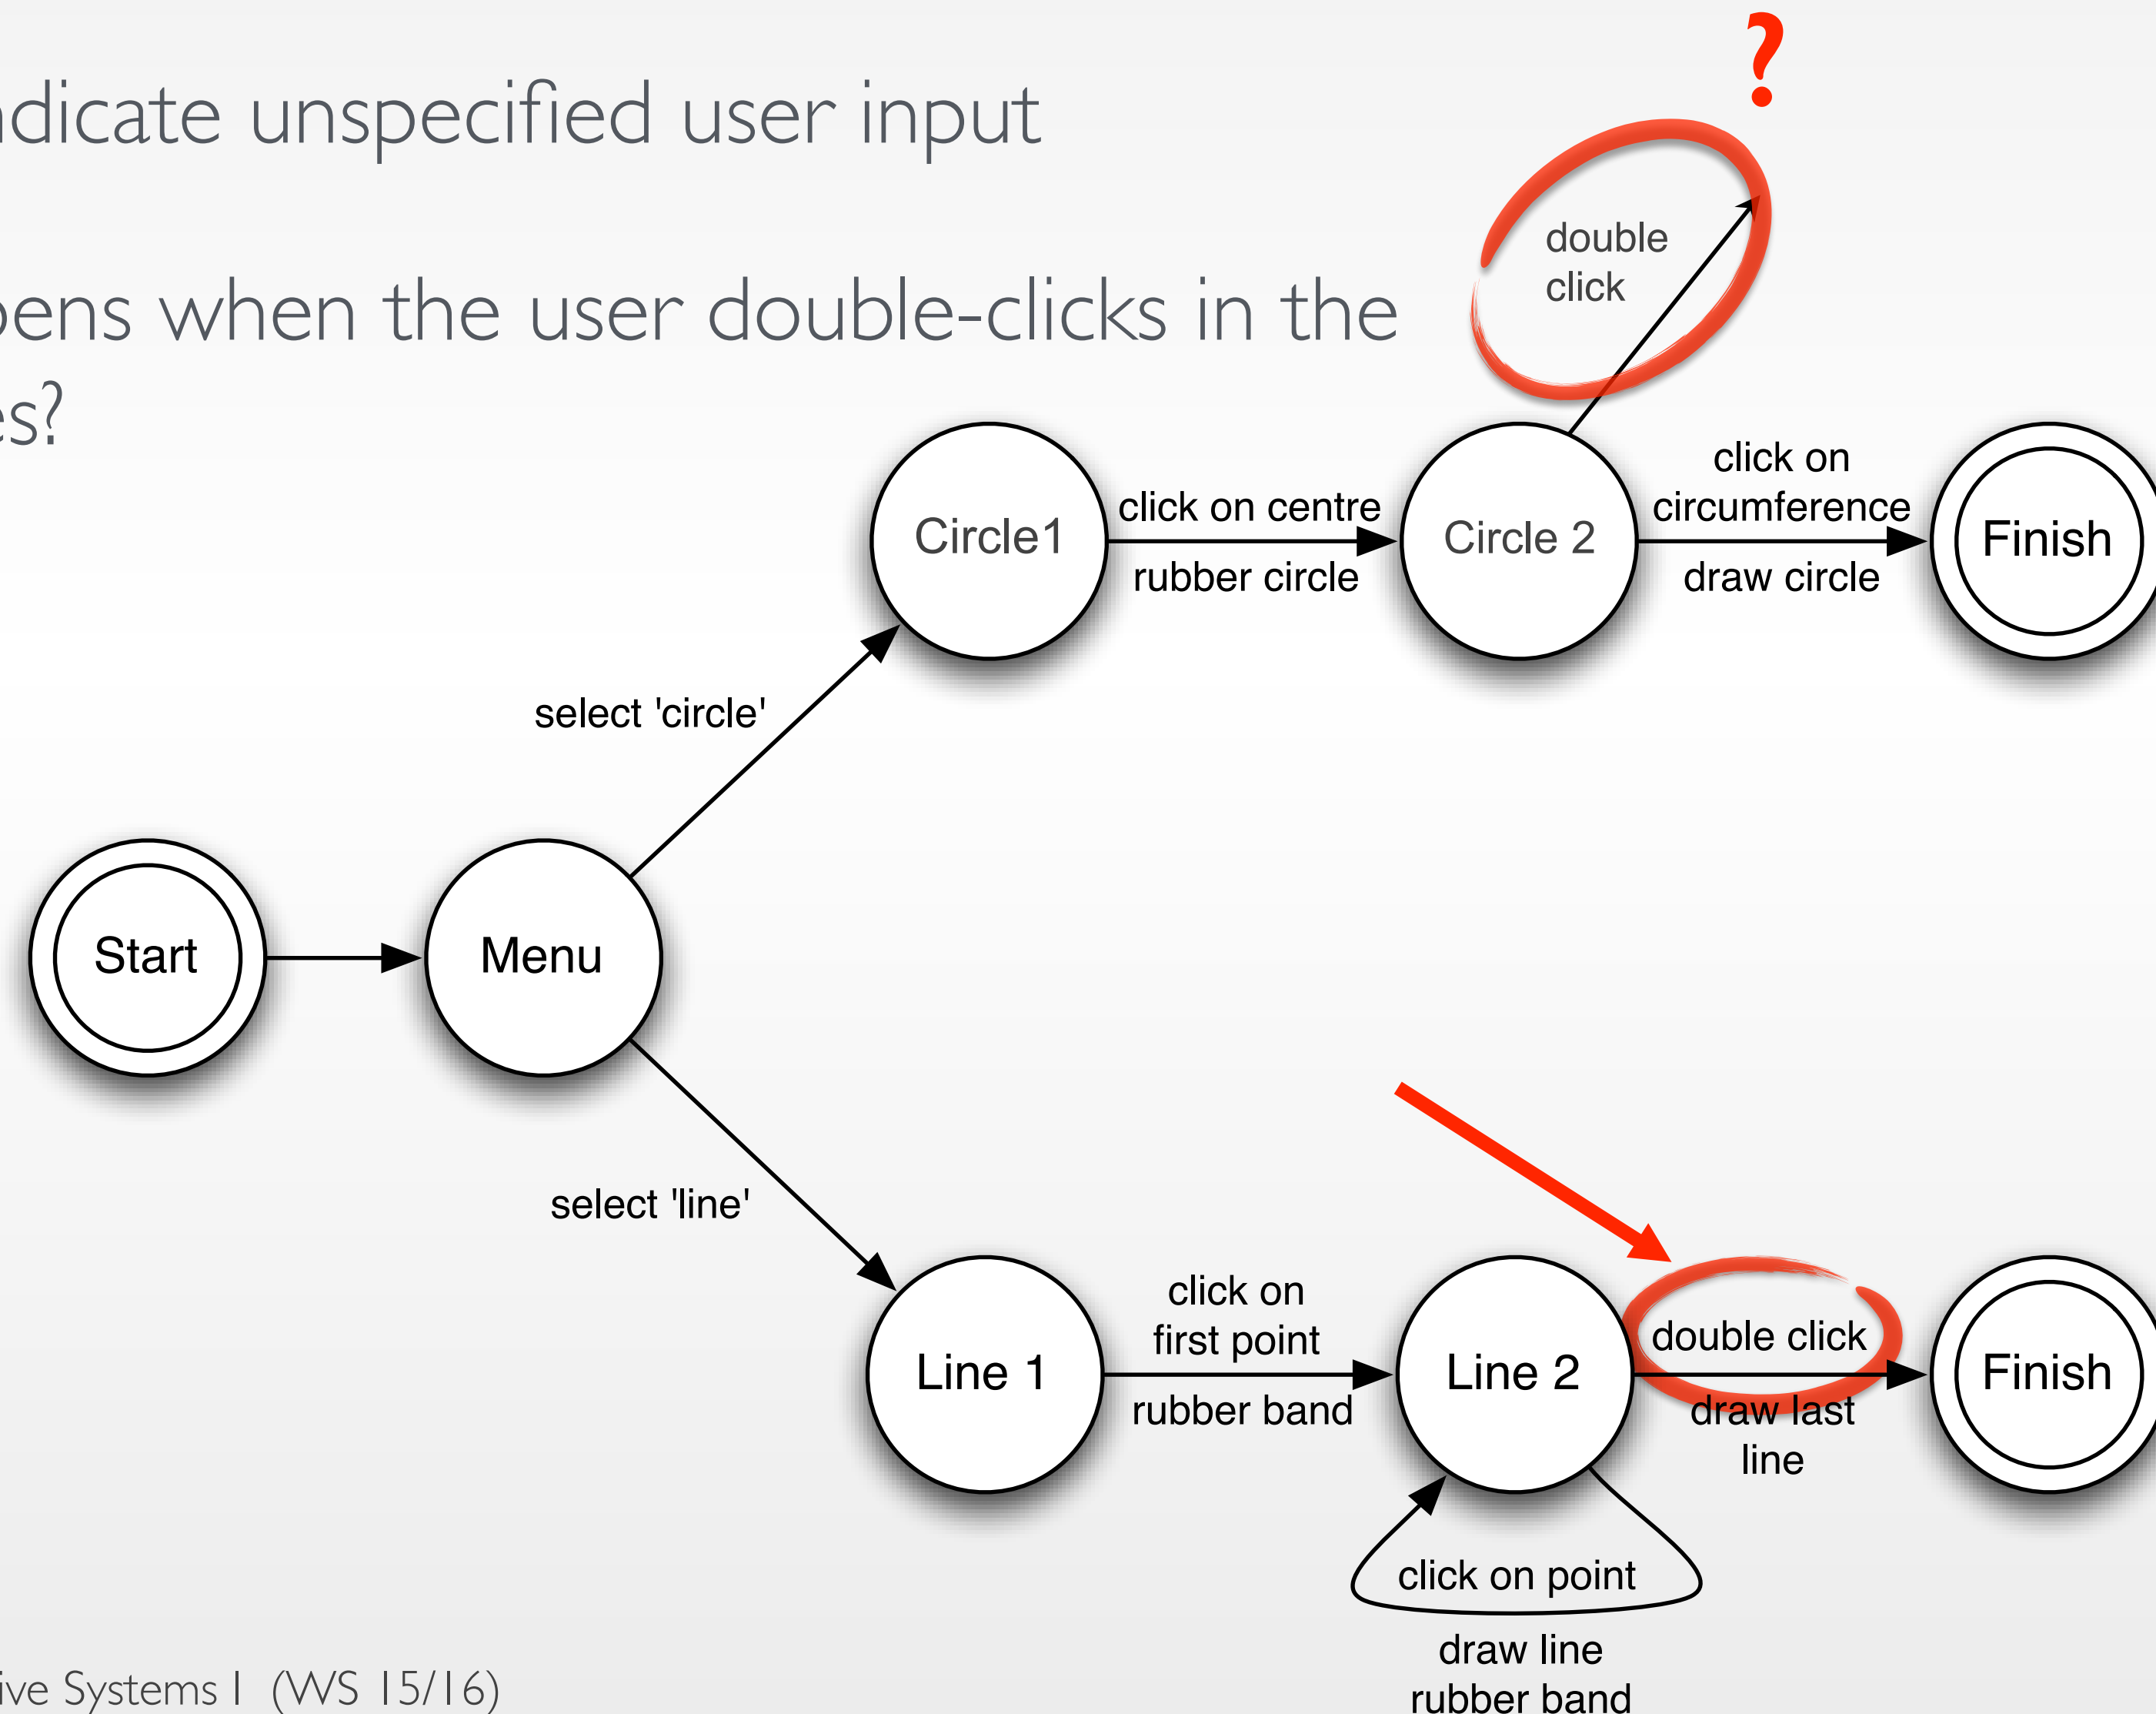 ndicate unspecified user input
pens when the user double-clicks in the
es?
?
double
click
Circle1
click on centre
rubber circle
Circle 2
click on
circumference
draw circle
Finish
select 'circle'
Start
Menu
select 'line'
Line 1
click on
first point
rubber band
Line 2
double click
draw last
line
Finish
click on point
draw line
rubber band
ive Systems I (WS 15/16)